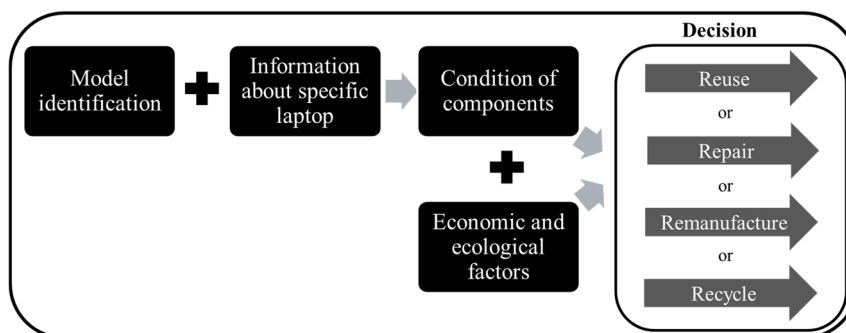 Decision
Model
identification
Information
about specific
laptop
Condition of
components
Economic and
ecological
factors
Reuse
or
Repair
or
Remanufacture
or
Recycle